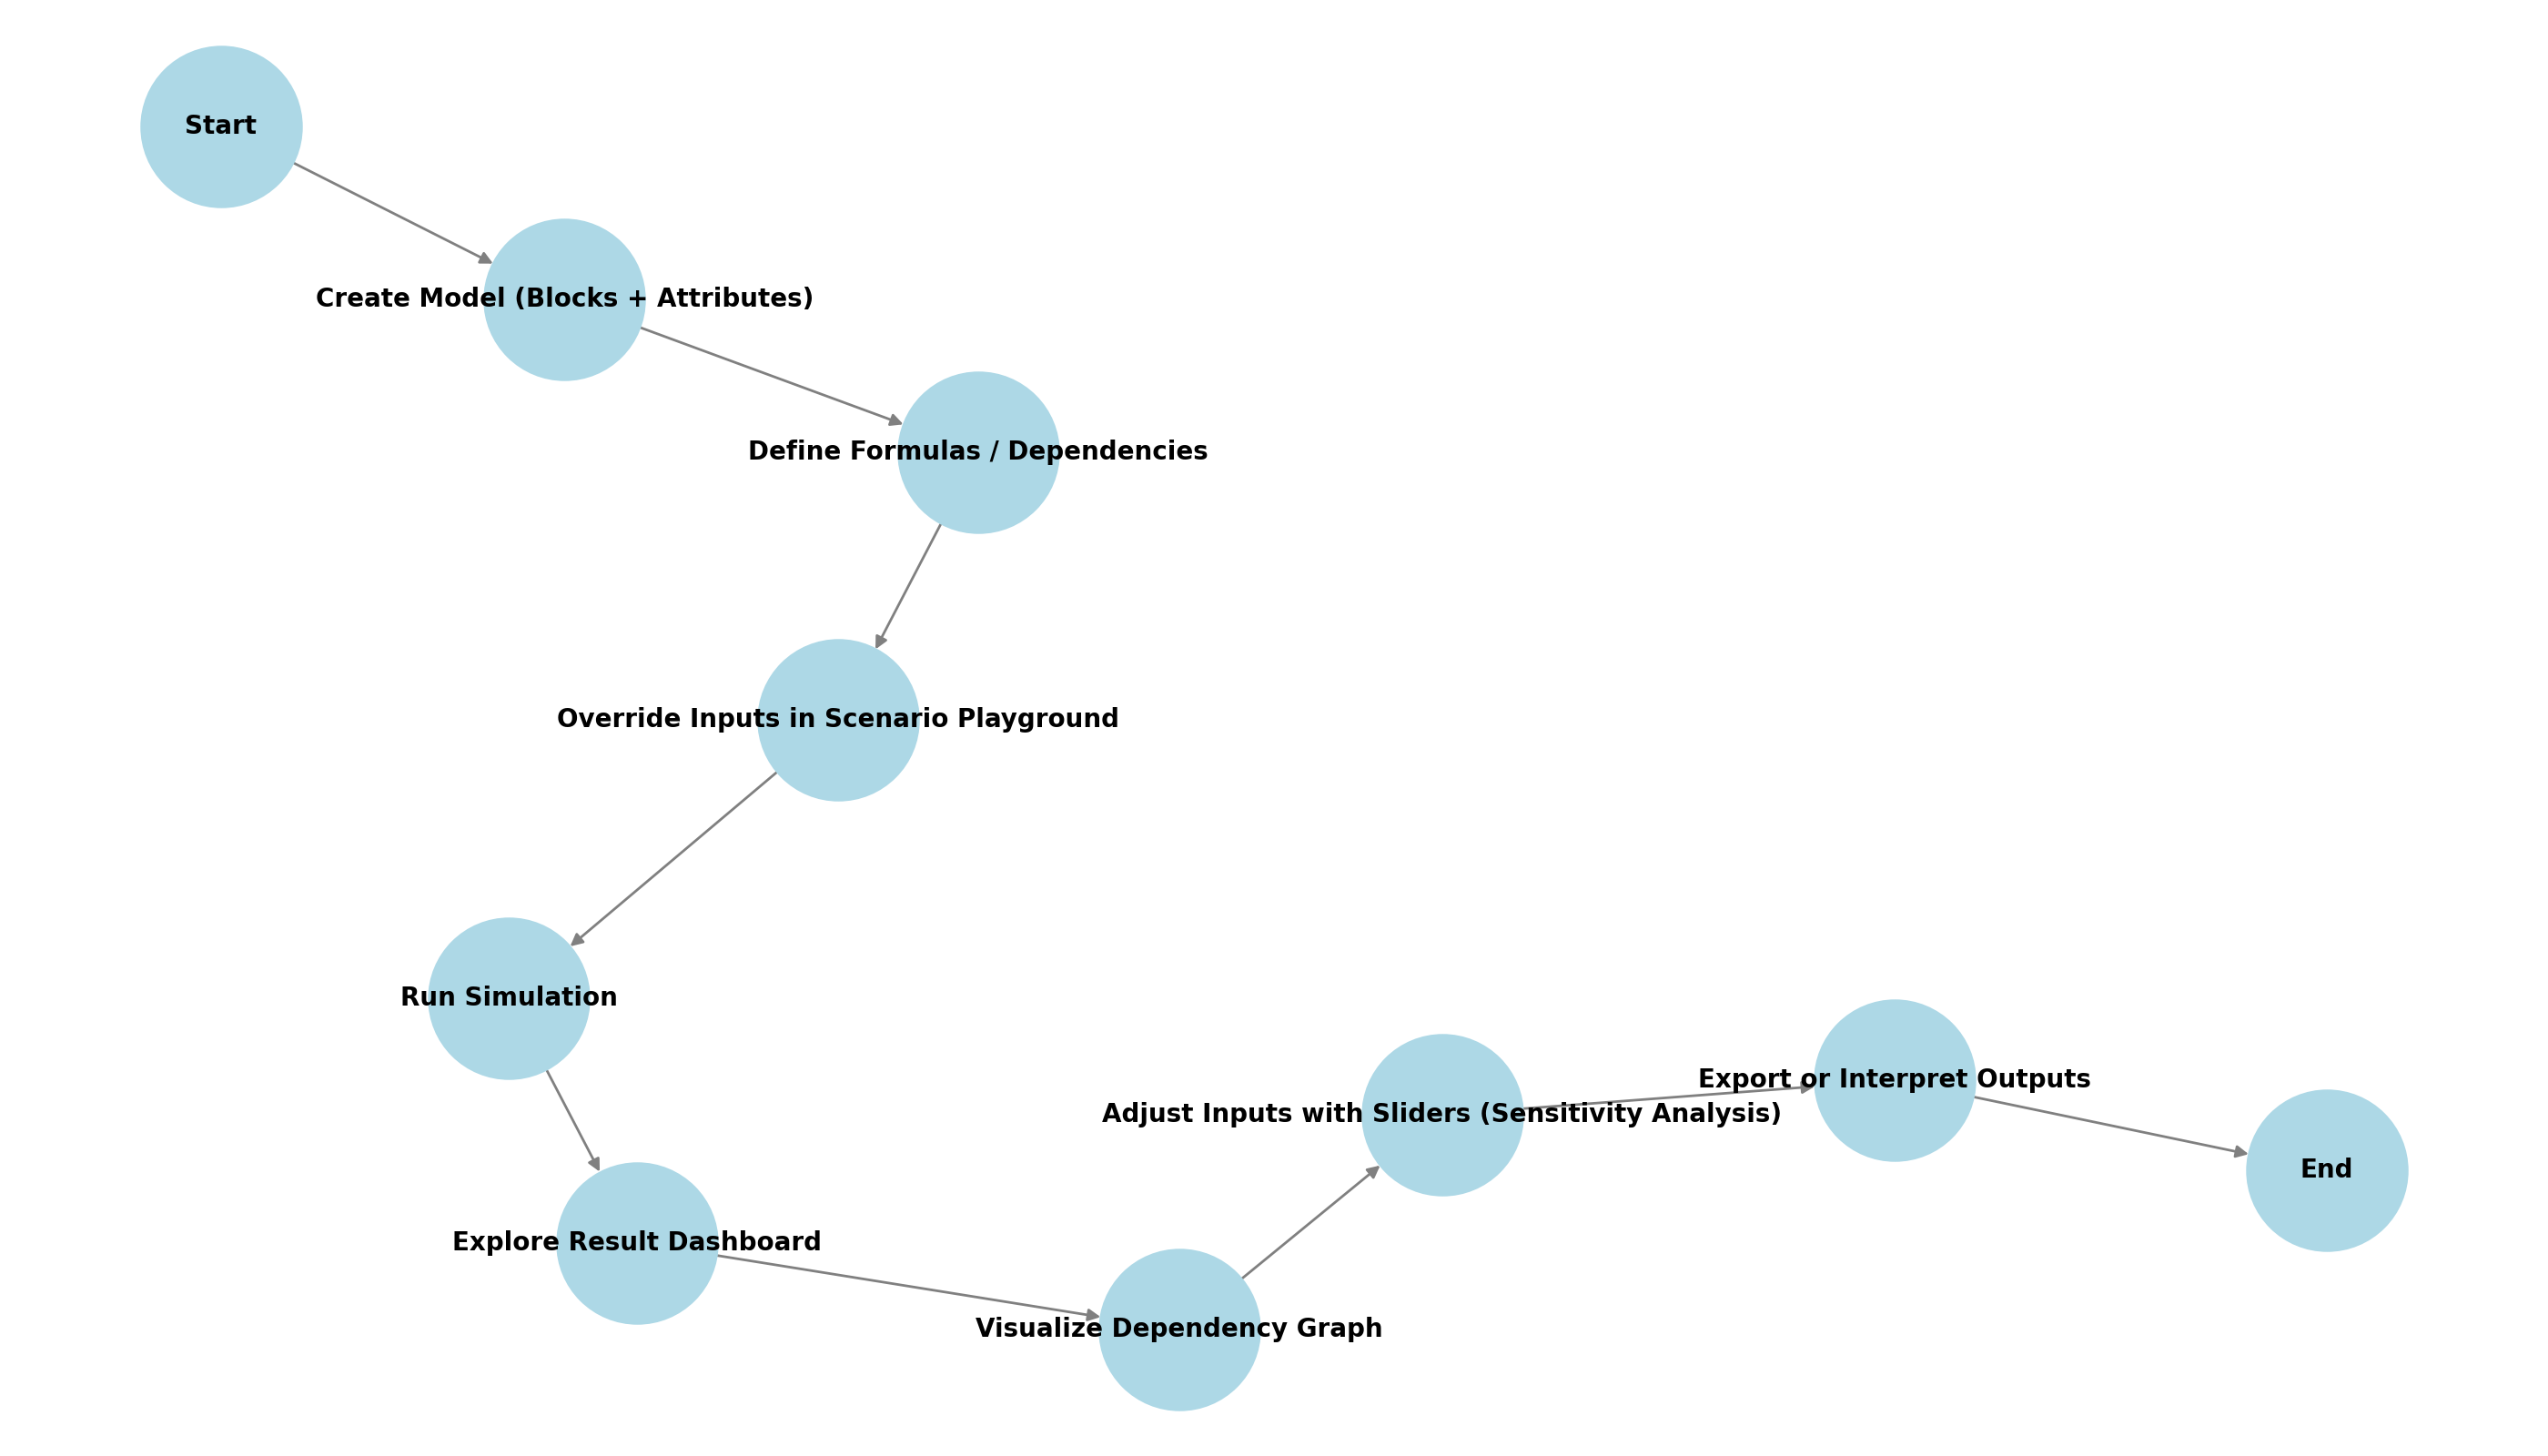 Start
Create Model (Blocks + Attributes)
Define Formulas / Dependencies
Override Inputs in Scenario Playground
Run Simulation
Explore Result Dashboard
Visualize Dependency Graph
Adjust Inputs with Sliders (Sensitivity Analysis)
Export or Interpret Outputs
End